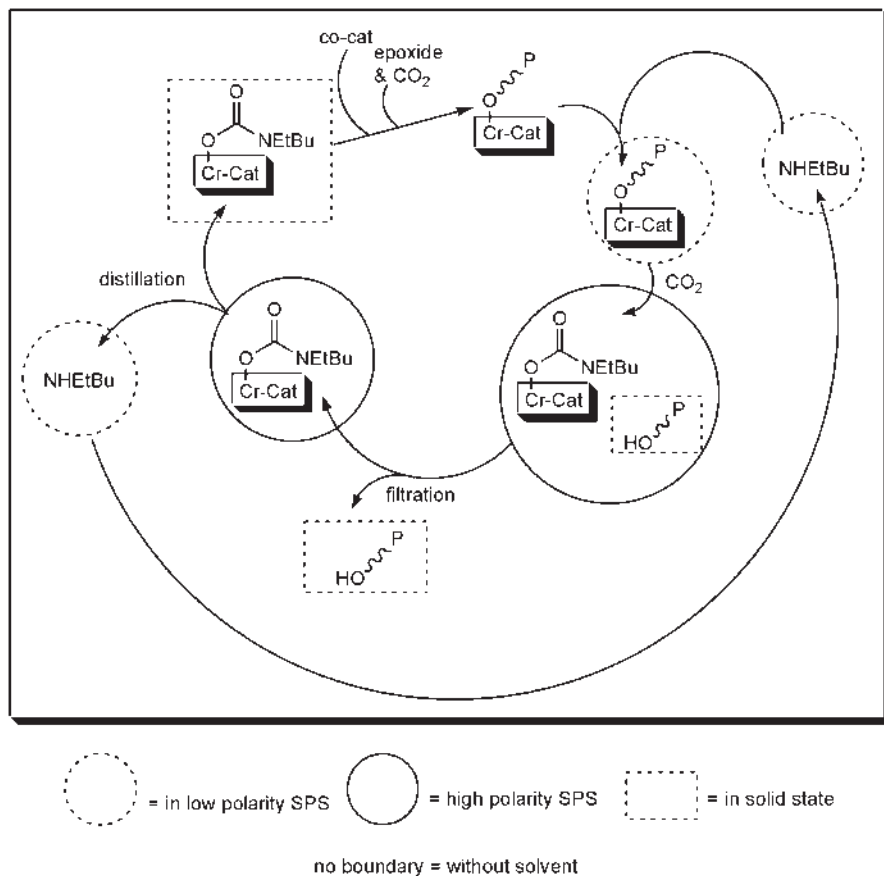 co-cat
epoxide
& CO₂
O
O
NEtBu
Cr-Cat
P
O
Cr-Cat
P
O
Cr-Cat
NHEtBu
CO₂
distillation
O
O
NEtBu
Cr-Cat
O
O
NEtBu
Cr-Cat
P
HO
NHEtBu
filtration
P
HO
= in low polarity SPS
= high polarity SPS
= in solid state
no boundary = without solvent